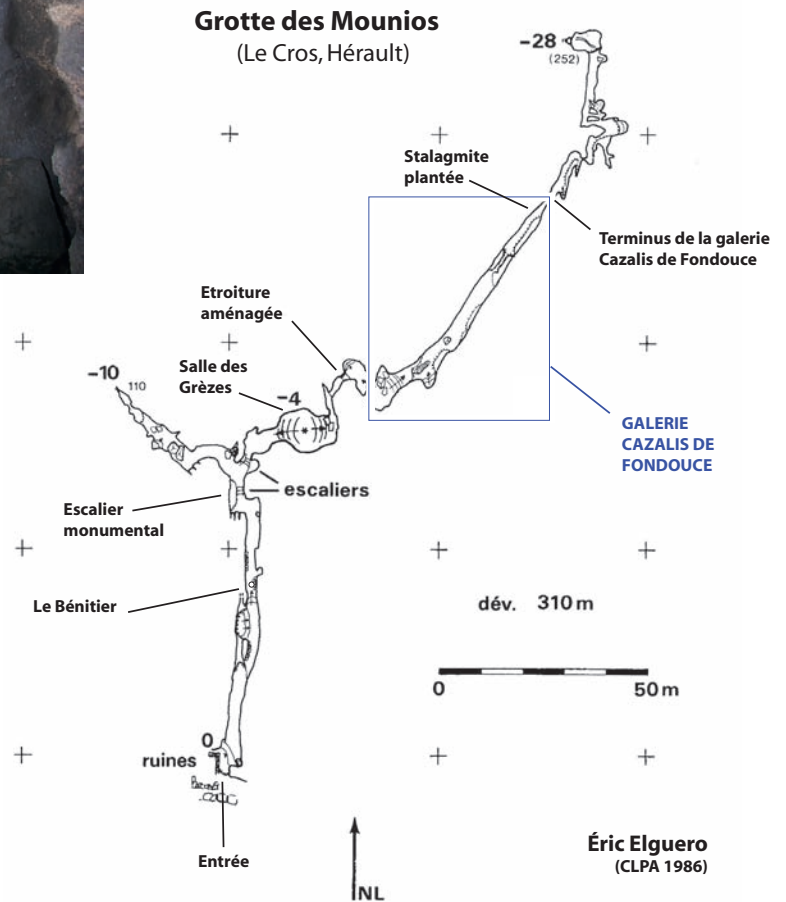 Grotte des Mounios
(Le Cros, Hérault)
-28
(252)
Stalagmite
plantée
Terminus de la galerie
Cazalis de Fondouce
Etroiture
aménagée
Salle des
Grèzes
-10
110
-4
GALERIE
CAZALIS DE
FONDOUCE
escaliers
Escalier
monumental
Le Bénitier
dév. 310 m
0
50 m
0
ruines
Entrée
NL
Éric Elguero
(CLPA 1986)